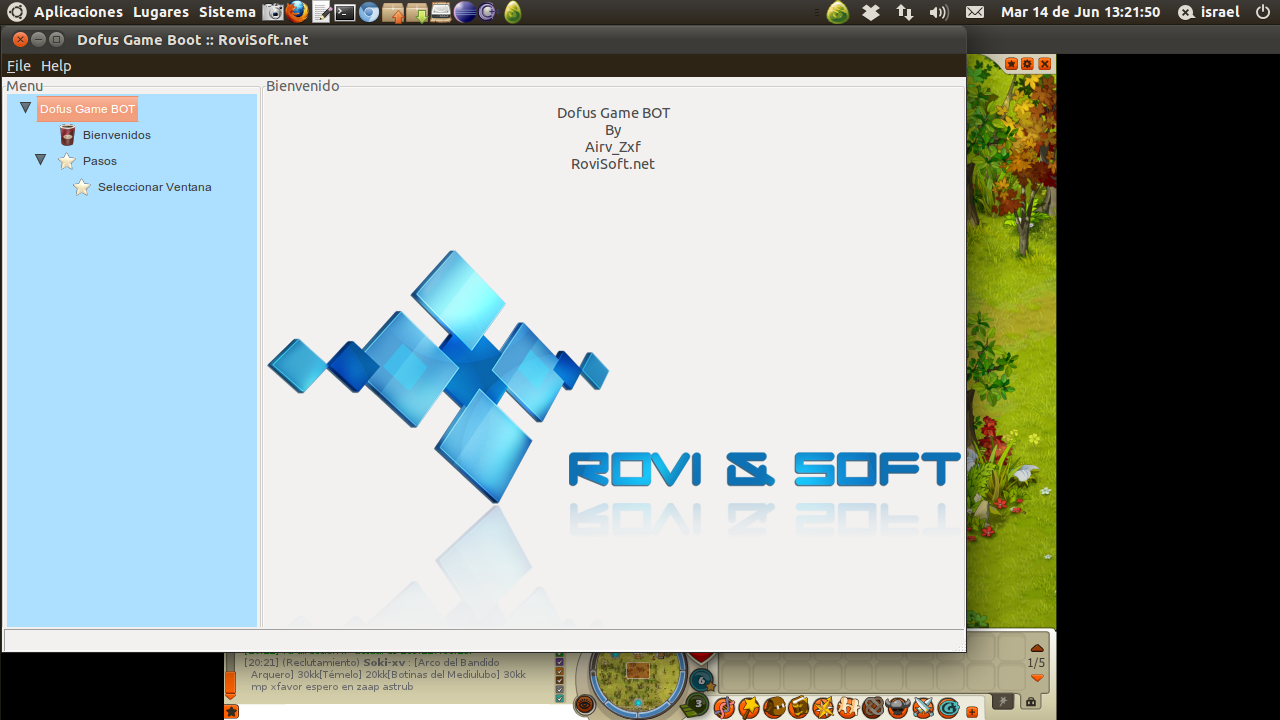 Aplicaciones Lugares Sistema
Mar 14 de Jun 13:21:50 israel
Dofus Game Boot :: RoviSoft.net
File Help
Menu
Bienvenido
Dofus Game BOT
Bienvenidos
Pasos
Seleccionar Ventana
Dofus Game BOT
By
Airv_Zxf
RoviSoft.net
ROVI & SOFT
[20:21] (Reclutamiento) Soki-xv : [Arco del Bandido
Arquero] 30kk[Témelo] 20kk[Botinas del Mediulubo] 30kk
mp xfavor espero en zaap astrub
6
3
1/5